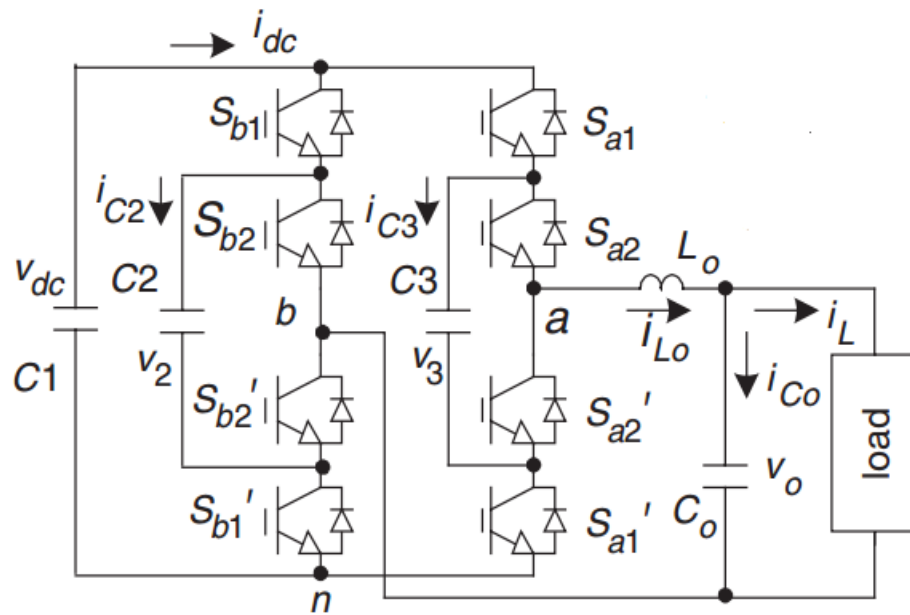 i_dc
S_b1
S_a1
i_C2
S_b2
i_C3
S_a2
L_o
v_dc
C2
b
C3
a
i_Lo
i_L
C1
v_2
v_3
i_Co
S_b2'
S_a2'
load
v_o
S_b1'
S_a1'
C_o
n